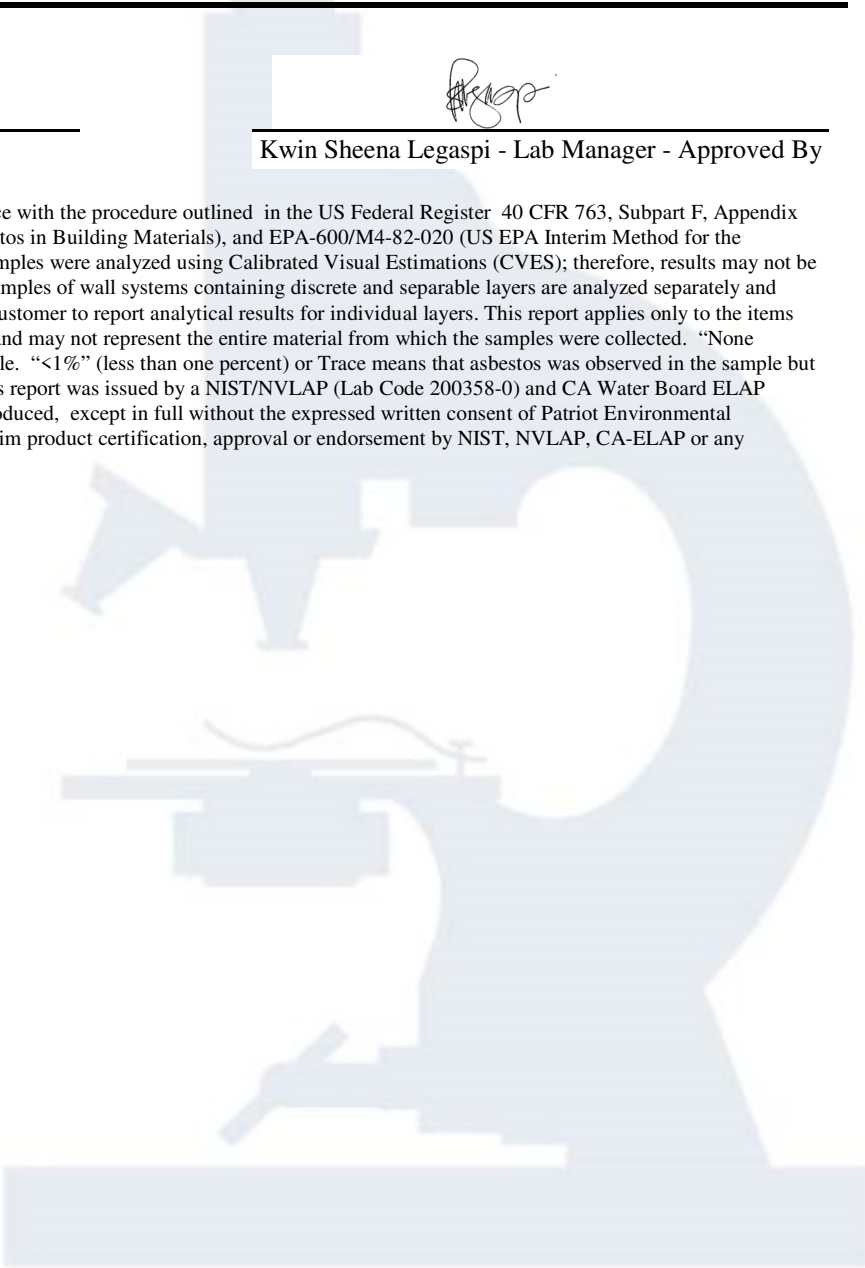 Kwin Sheena Legaspi - Lab Manager - Approved By
ce with the procedure outlined in the US Federal Register 40 CFR 763, Subpart F, Appendix
tos in Building Materials), and EPA-600/M4-82-020 (US EPA Interim Method for the
mples were analyzed using Calibrated Visual Estimations (CVES); therefore, results may not be
amples of wall systems containing discrete and separable layers are analyzed separately and
ustomer to report analytical results for individual layers. This report applies only to the items
and may not represent the entire material from which the samples were collected. “None
le. “<1%” (less than one percent) or Trace means that asbestos was observed in the sample but
s report was issued by a NIST/NVLAP (Lab Code 200358-0) and CA Water Board ELAP
oduced, except in full without the expressed written consent of Patriot Environmental
im product certification, approval or endorsement by NIST, NVLAP, CA-ELAP or any